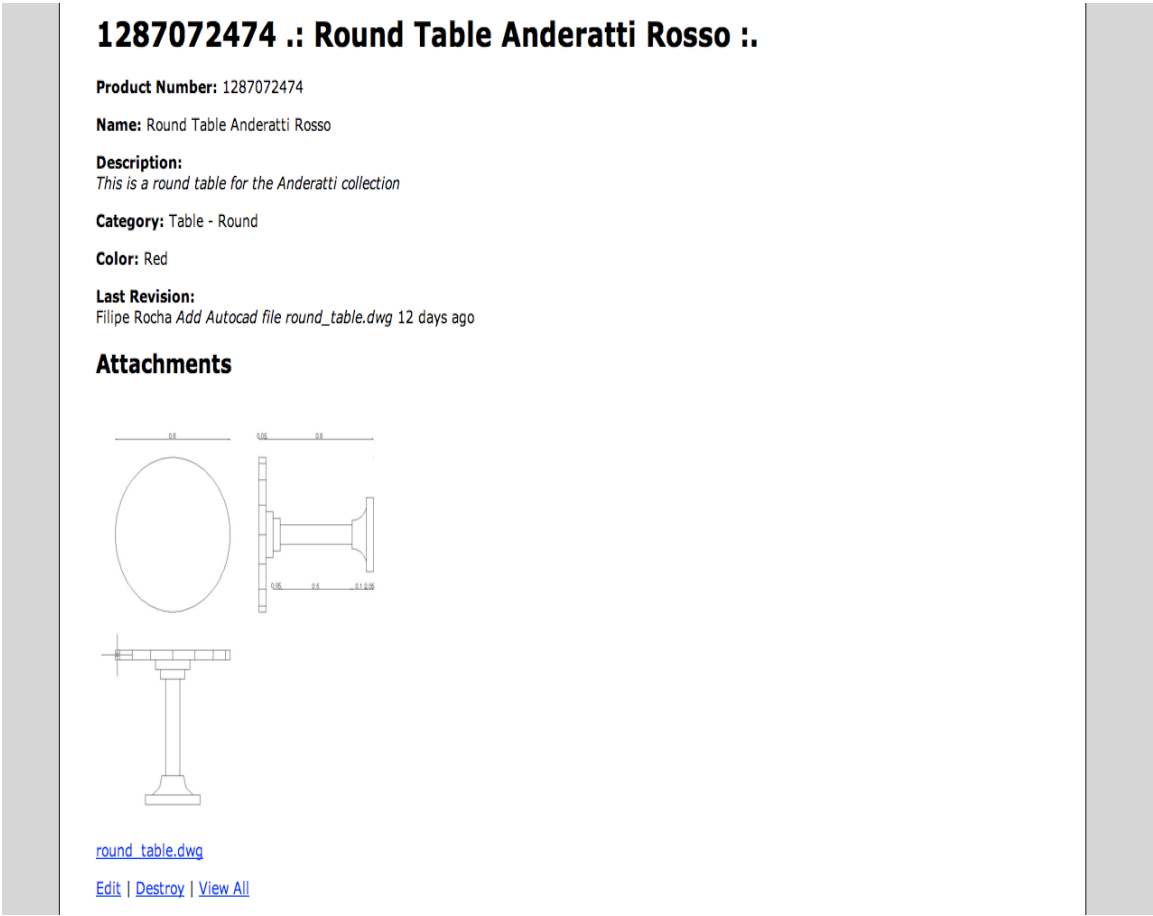 1287072474 .: Round Table Anderatti Rosso :.
Product Number: 1287072474
Name: Round Table Anderatti Rosso
Description:
This is a round table for the Anderatti collection
Category: Table - Round
Color: Red
Last Revision:
Filipe Rocha Add Autocad file round_table.dwg 12 days ago
Attachments
0.8 0.05 0.8
0.05 0.5 0.1 0.05
round_table.dwg
Edit | Destroy | View All